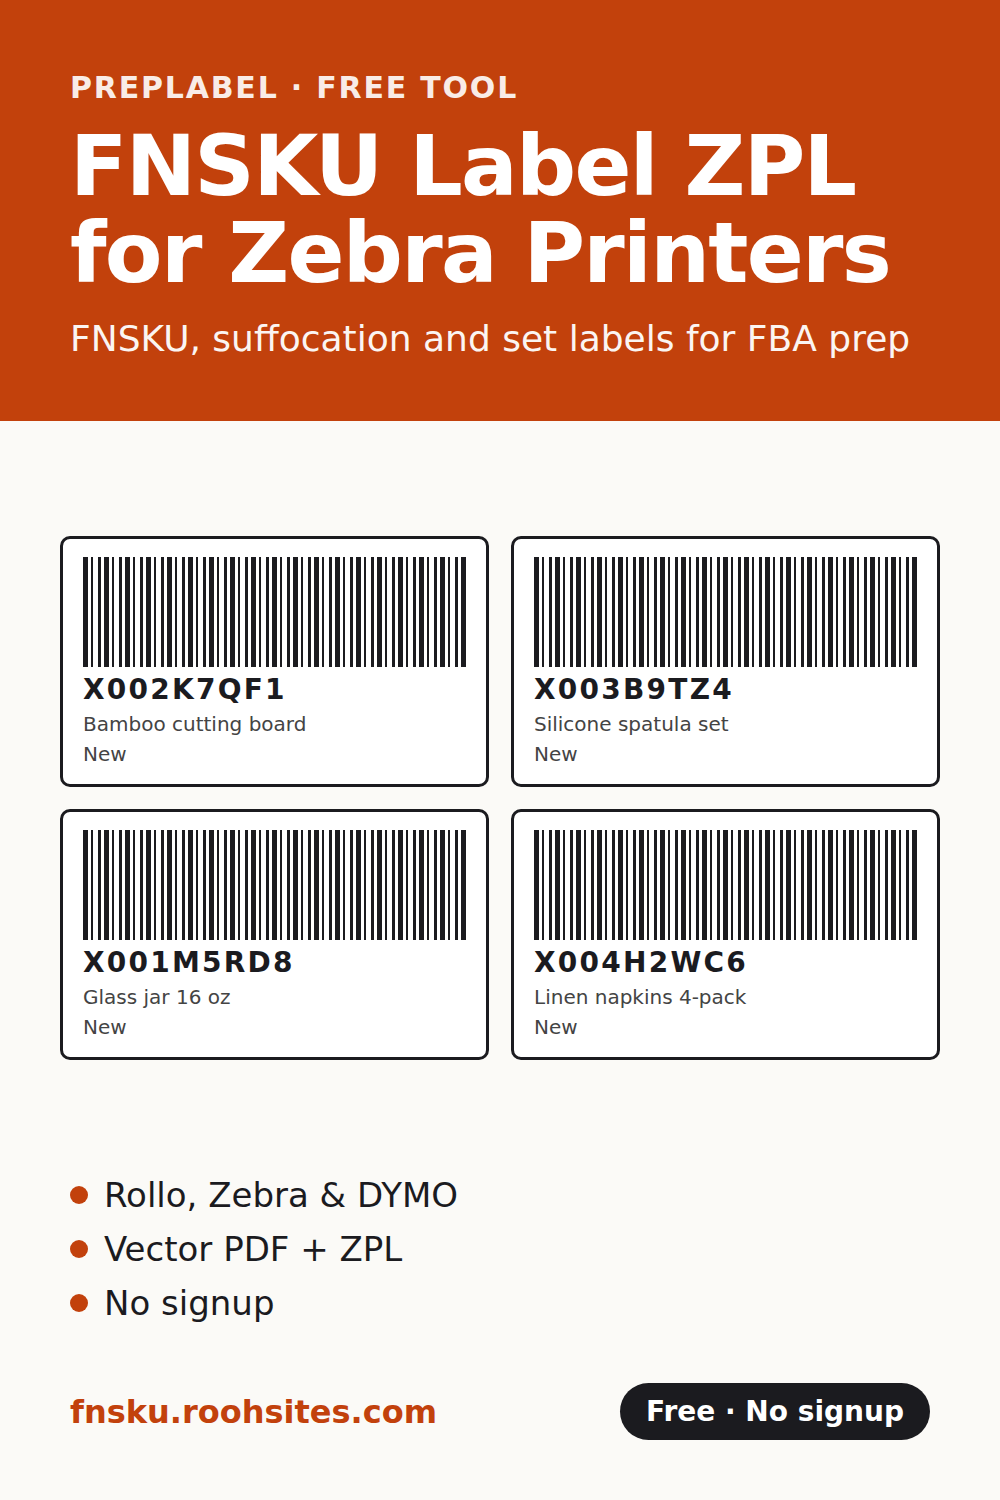 PREPLABEL · FREE TOOL
FNSKU Label ZPL
for Zebra Printers
FNSKU, suffocation and set labels for FBA prep
X002K7QF1
Bamboo cutting board
New
X003B9TZ4
Silicone spatula set
New
X001M5RD8
Glass jar 16 oz
New
X004H2WC6
Linen napkins 4-pack
New
Rollo, Zebra & DYMO
Vector PDF + ZPL
No signup
fnsku.roohsites.com
Free · No signup